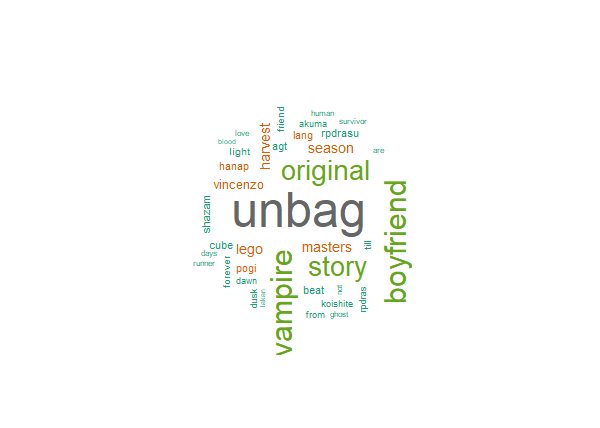 human
survivor
friend
akuma
love
lang
rpdrasu
blood
agt
season
are
light
harvest
hanap
original
vincenzo
unbag
shazam
boyfriend
cube
lego
masters
till
days
runner
forever
pogi
story
dawn
vampire
beat
not
dusk
rpdras
koishite
from
ghost